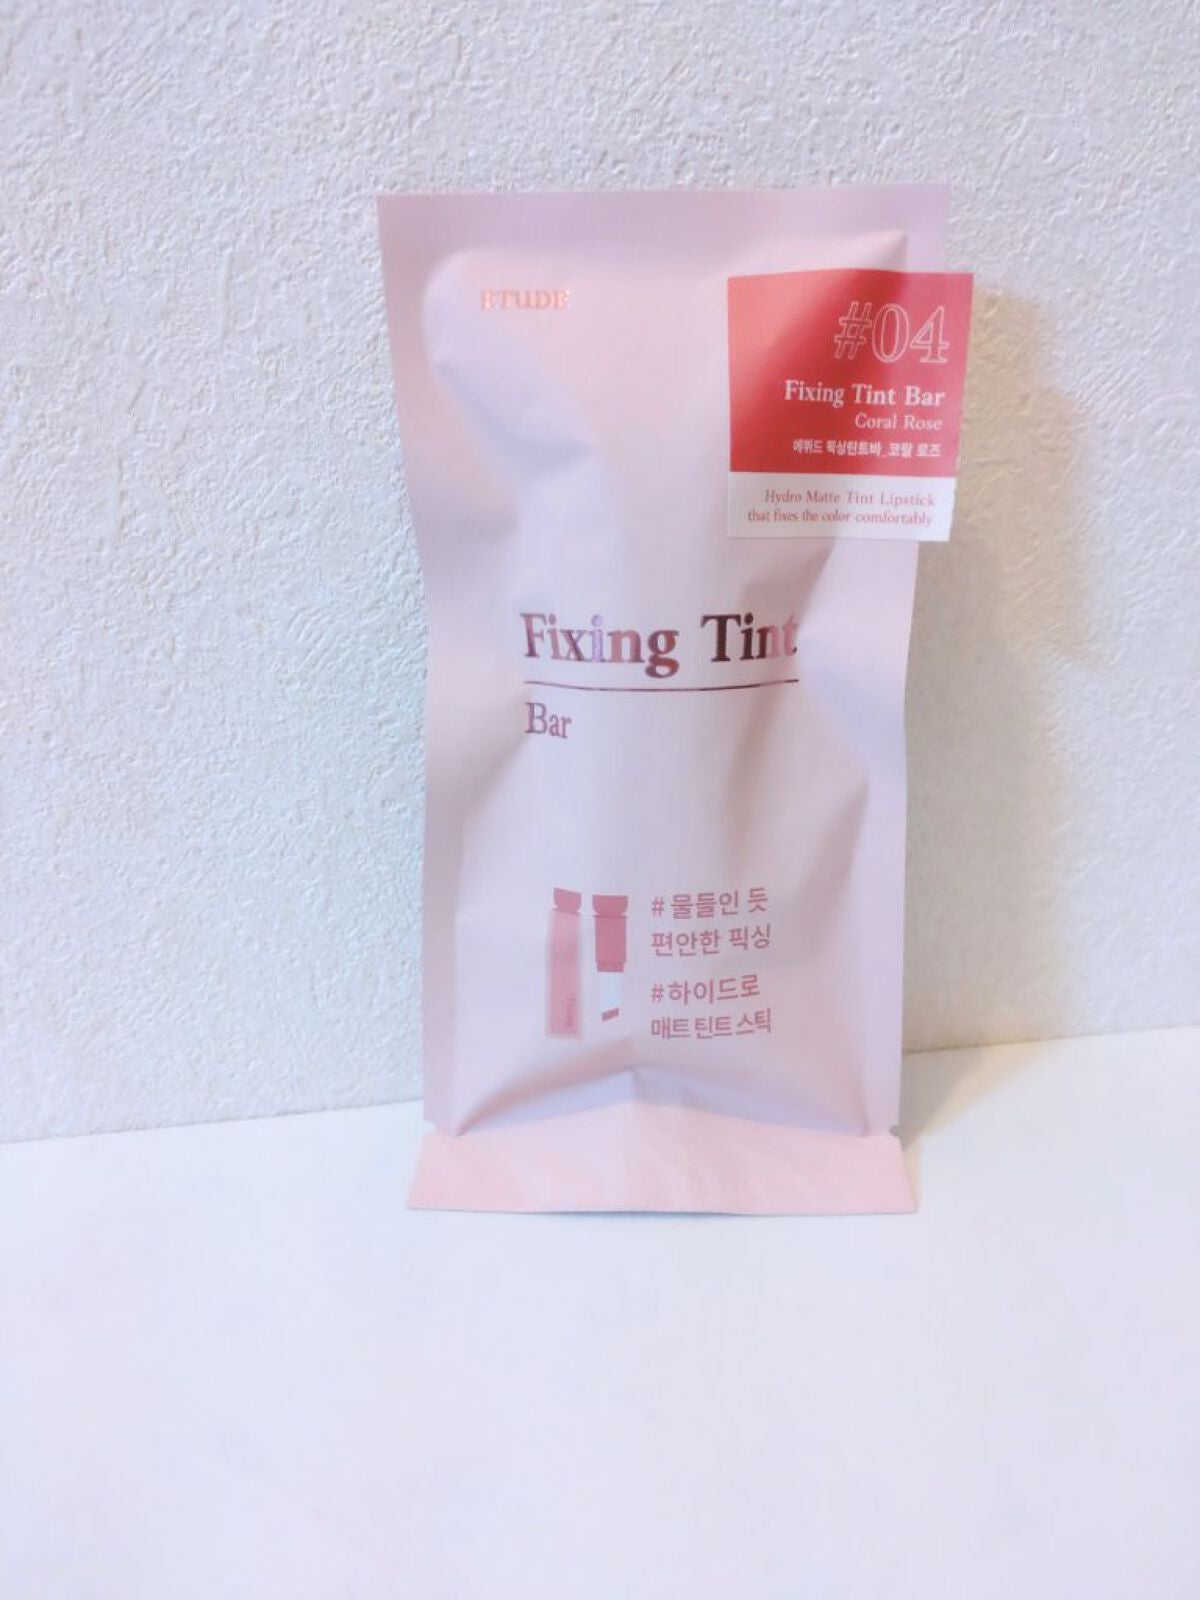 ETUDE
#04
Fixing Tint Bar
Coral Rose
에뛰드 픽싱틴트바_코랄 로즈
Hydro Matte Tint Lipstick
that fixes the color comfortably
Fixing Tint
Bar
#물들인 듯
편안한 픽싱
#하이드로
매트 틴트 스틱